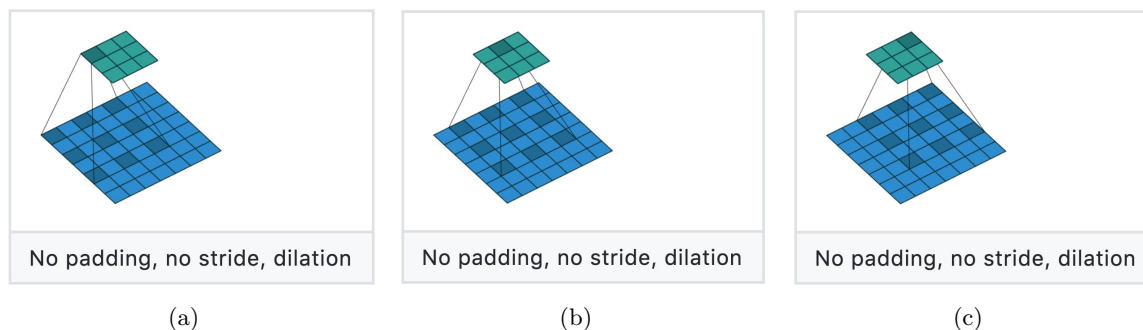 No padding, no stride, dilation
No padding, no stride, dilation
No padding, no stride, dilation
(a)
(b)
(c)